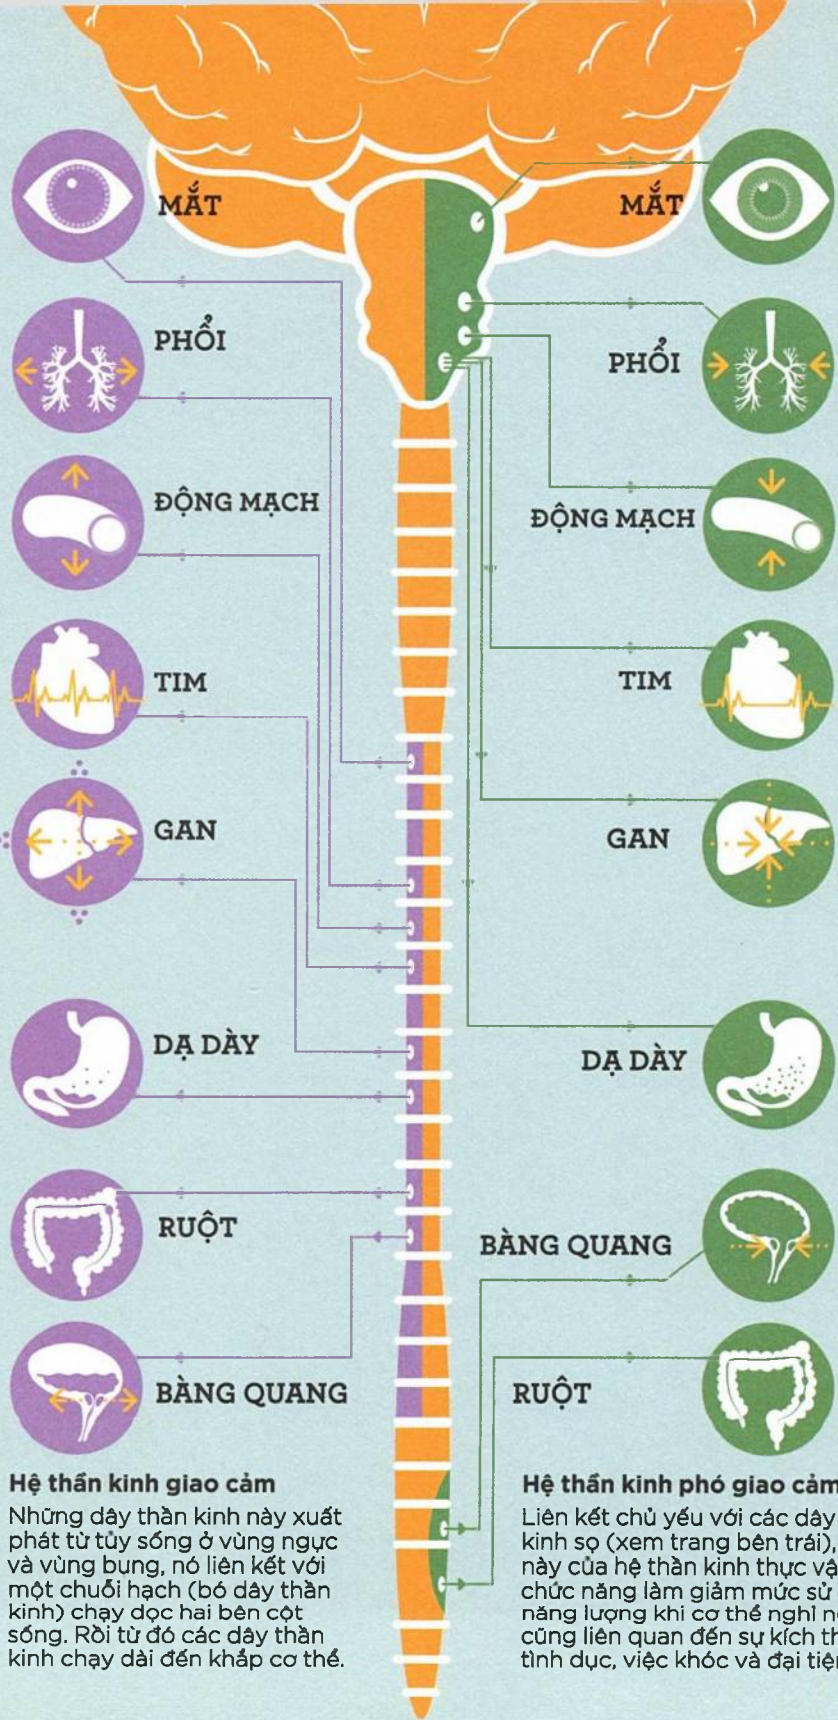 MẮT
PHỔI
ĐỘNG MẠCH
TIM
GAN
DẠ DÀY
RUỘT
BÀNG QUANG
MẮT
PHỔI
ĐỘNG MẠCH
TIM
GAN
DẠ DÀY
BÀNG QUANG
RUỘT
Hệ thần kinh giao cảm
Những dây thần kinh này xuất
phát từ tủy sống ở vùng ngực
và vùng bụng, nó liên kết với
một chuỗi hạch (bó dây thần
kinh) chạy dọc hai bên cột
sống. Rồi từ đó các dây thần
kinh chạy dài đến khắp cơ thể.
Hệ thần kinh phó giao cảm
Liên kết chủ yếu với các dây
kinh sọ (xem trang bên trái),
này của hệ thần kinh thực
chức năng làm giảm mức sử
năng lượng khi cơ thể nghỉ
cũng liên quan đến sự kích
tình dục, việc khóc và đại